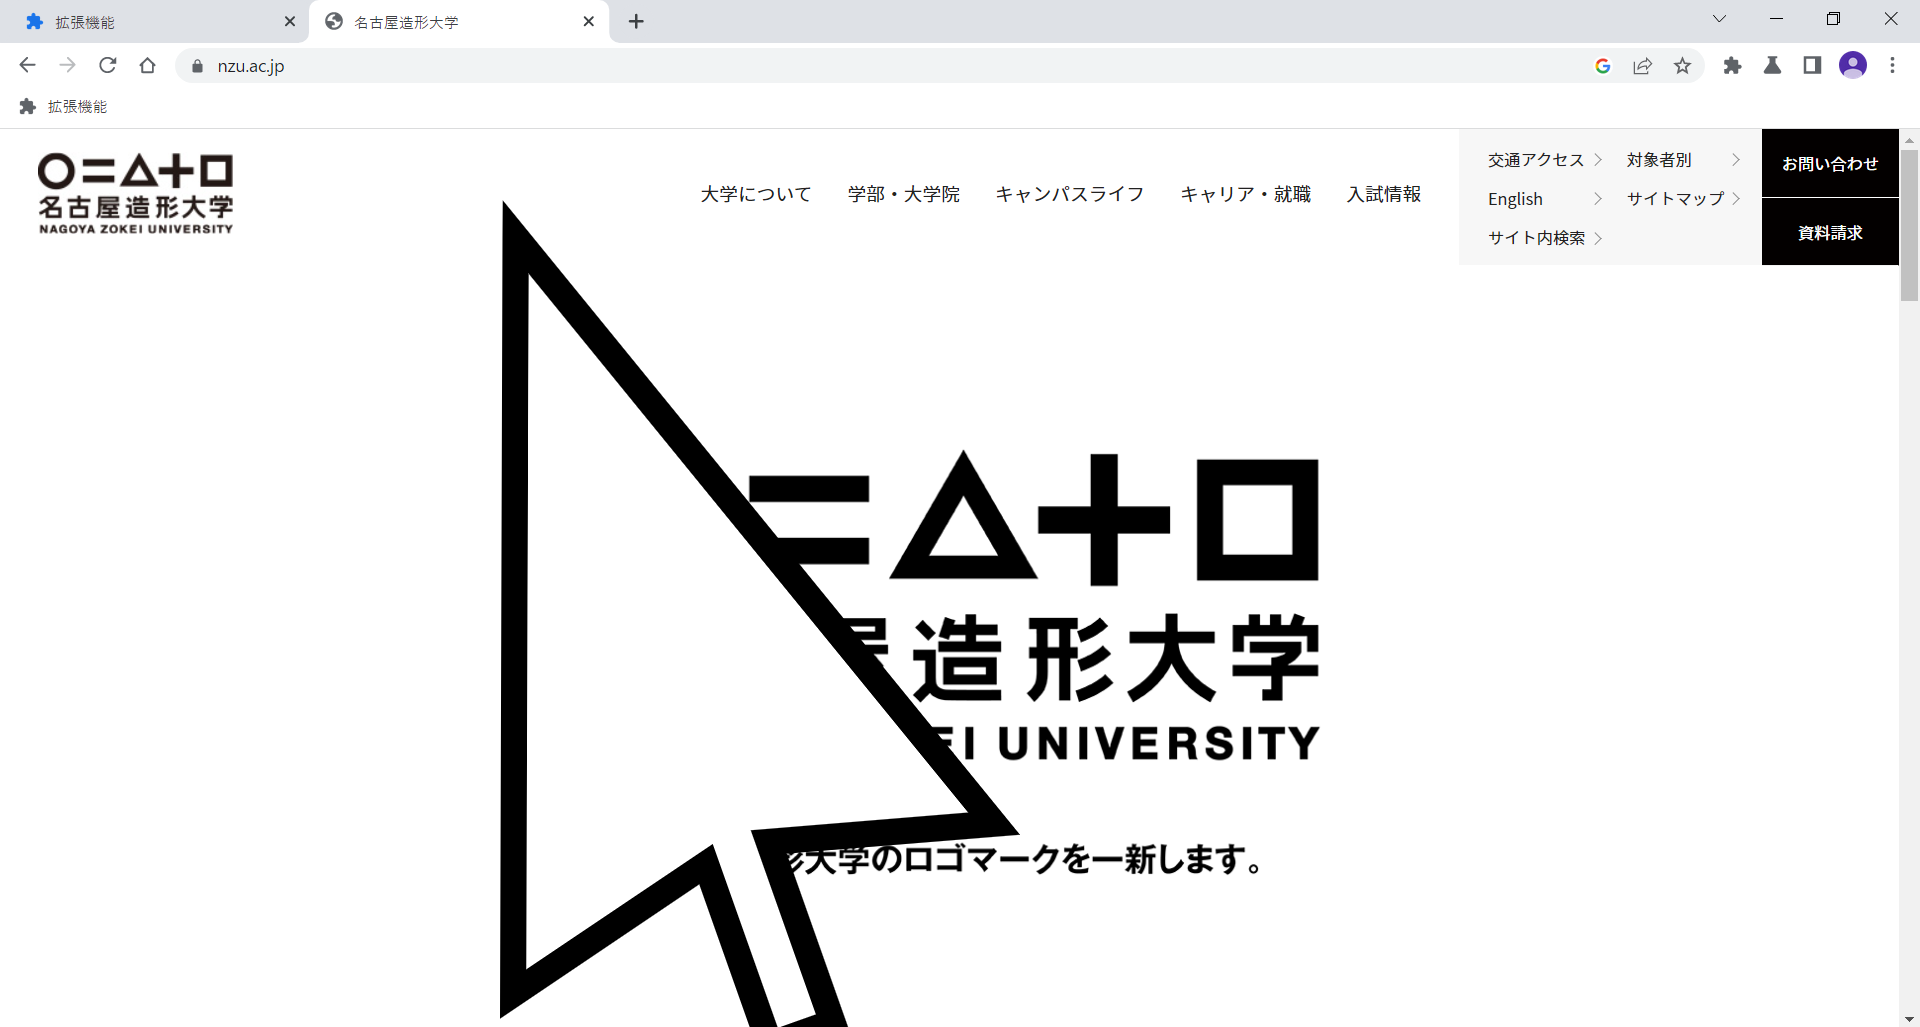 拡張機能
名古屋造形大学
nzu.ac.jp
拡張機能
名古屋造形大学
NAGOYA ZOKEI UNIVERSITY
大学について
学部・大学院
キャンパスライフ
キャリア・就職
入試情報
交通アクセス
対象者別
English
サイトマップ
サイト内検索
お問い合わせ
資料請求
造形大学
EI UNIVERSITY
形大学のロゴマークを一新します。